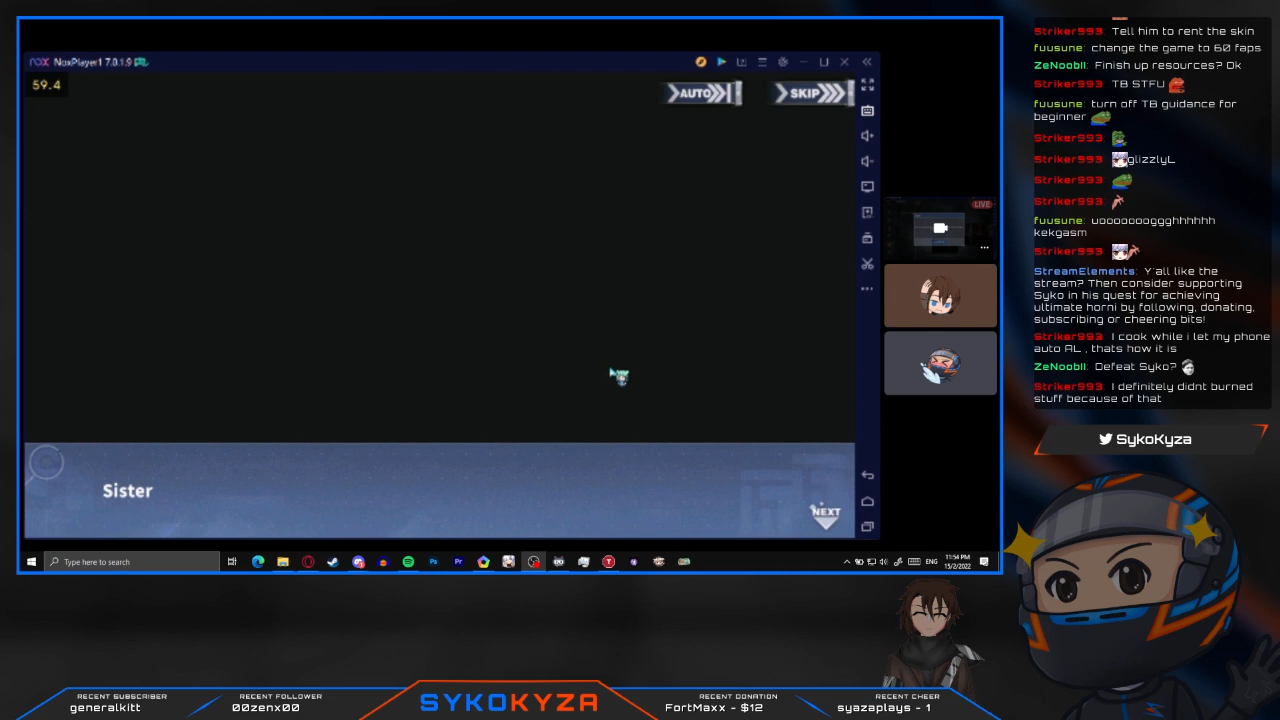 NoxPlayer1 7.0.1.9
59.4
AUTO
SKIP
LIVE
Sister
NEXT
Type here to search
ENG
11:54 PM
15/2/2022
Striker993 Tell him to rent the skin
fuusune: change the game to 60 faps
ZeNoobII: Finish up resources? Ok
Striker993 TB STFU
fuusune: turn off TB guidance for
beginner
Striker993
Striker993 glizzlyL
Striker993
Striker993
fuusune: uooooooggghhhhhh
kekgasm
Striker993
StreamElements: Y'all like the
stream? Then consider supporting
Syko in his quest for achieving
ultimate horni by following, donating,
subscribing or cheering bits!
Striker993 I cook while i let my phone
auto AL , thats how it is
ZeNoobII: Defeat Syko?
Striker993 I definitely didnt burned
stuff because of that
SykoKyza
RECENT SUBSCRIBER
generalkitt
RECENT FOLLOWER
00zenx00
SYKOKYZA
RECENT DONATION
FortMaxx - $12
RECENT CHEER
syazaplays - 1